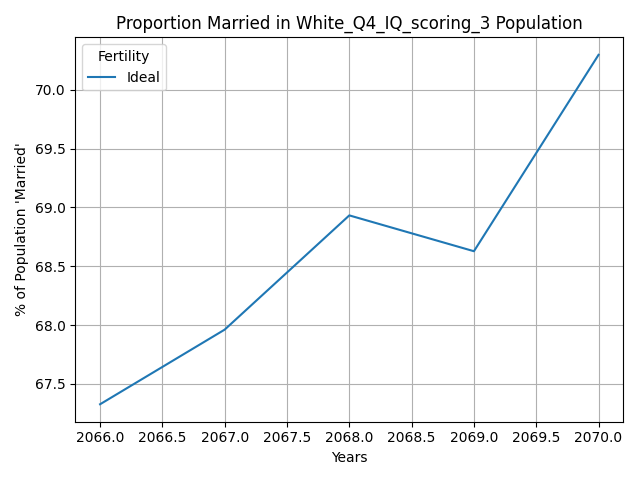 Proportion Married in White_Q4_IQ_scoring_3 Population
Fertility
Ideal
% of Population 'Married'
70.0
69.5
69.0
68.5
68.0
67.5
2066.0 2066.5 2067.0 2067.5 2068.0 2068.5 2069.0 2069.5 2070.0
Years